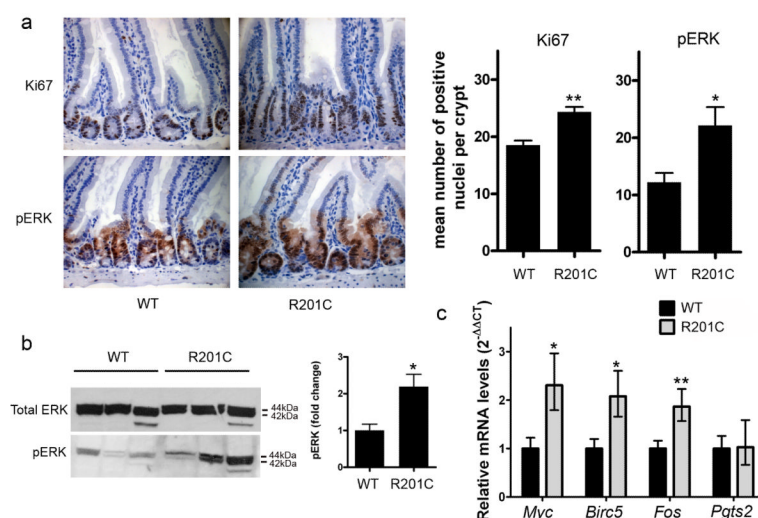 a
Ki67
pERK
WT
R201C
Ki67
pERK
mean number of positive
nuclei per crypt
30
20
10
0
**
WT
R201C
30
20
10
0
*
WT
R201C
b
WT
R201C
Total ERK
44kDa
42kDa
pERK
44kDa
42kDa
pERK (fold change)
3
2
1
0
*
WT
R201C
c
WT
R201C
Relative mRNA levels (2^-ΔΔCT)
4
3
2
1
0
*
*
**
Myc
Birc5
Fos
Pgts2